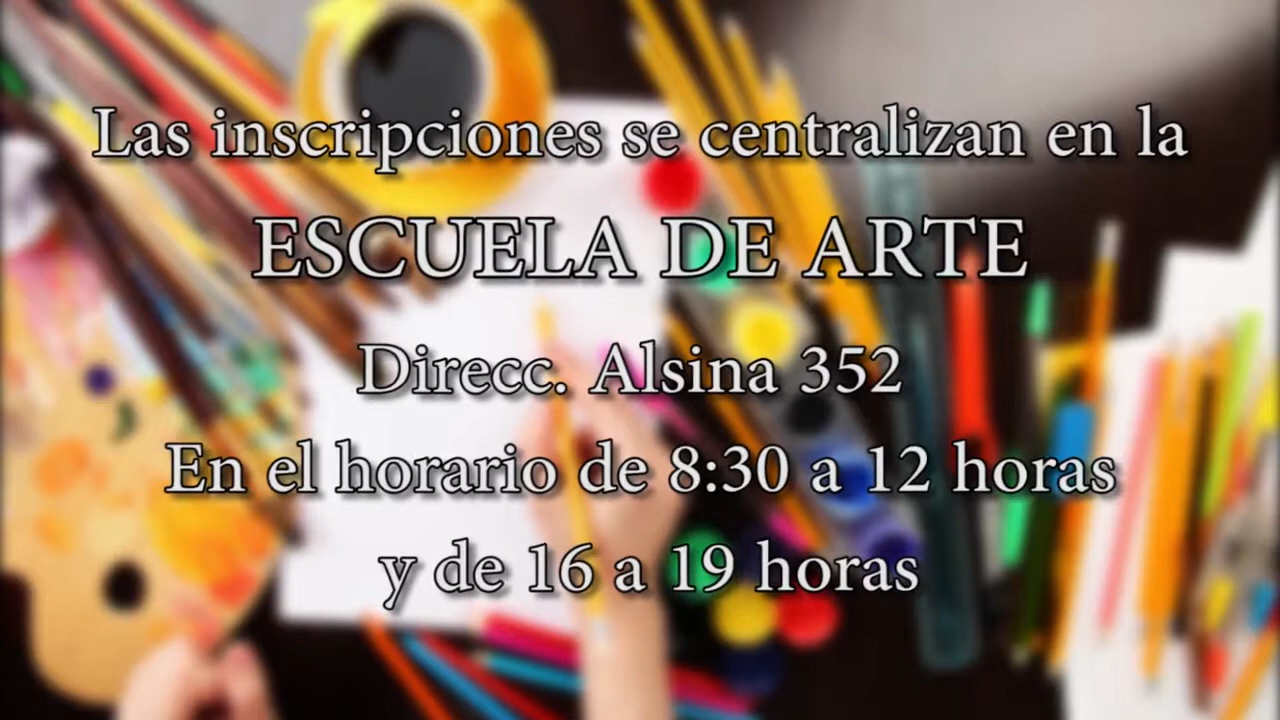 Las inscripciones se centralizan en la
ESCUELA DE ARTE
Direcc. Alsina 352
En el horario de 8:30 a 12 horas
y de 16 a 19 horas